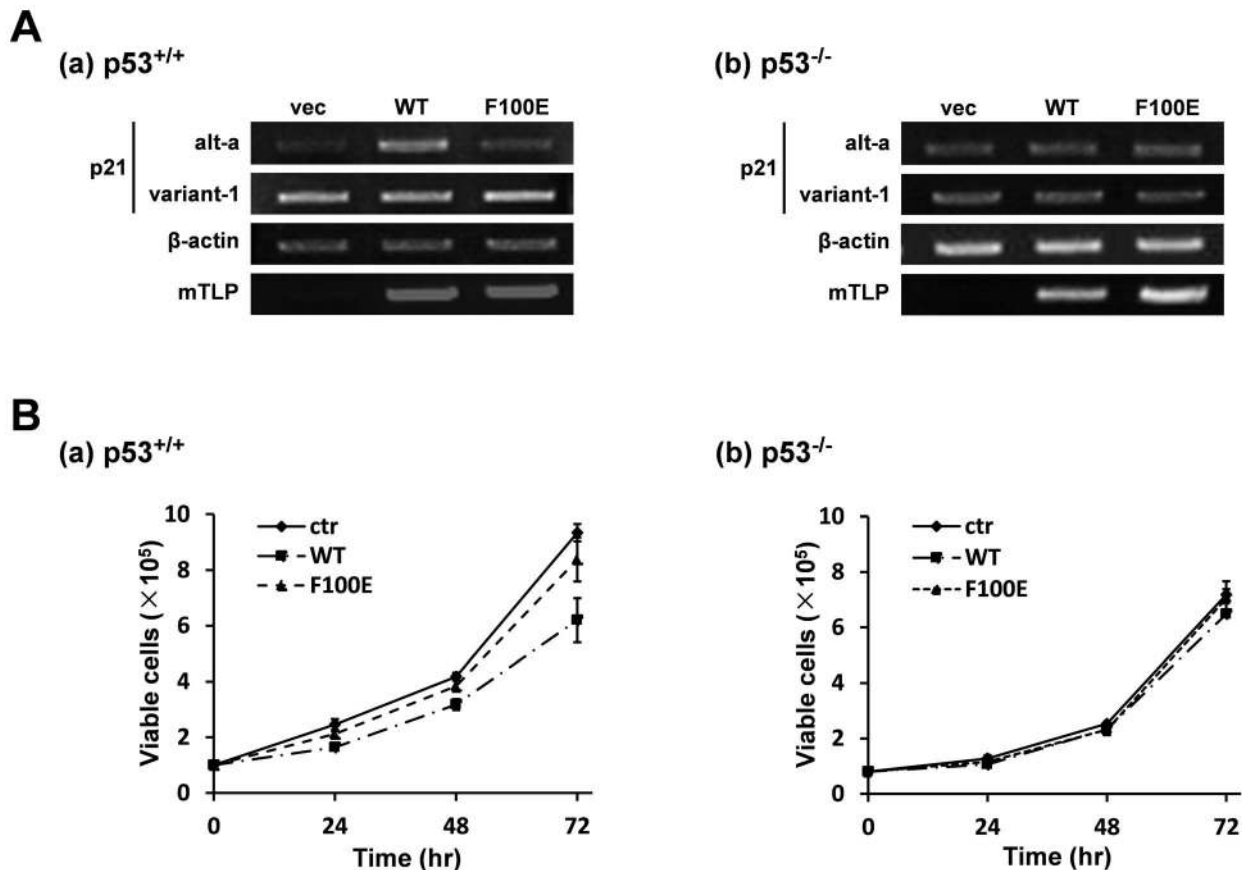 A
(a) p53+/+
vec WT F100E
p21
alt-a
variant-1
β-actin
mTLP
(b) p53-/-
vec WT F100E
p21
alt-a
variant-1
β-actin
mTLP
B
(a) p53+/+
Viable cells (×10⁵)
10
8
6
4
2
0
ctr
WT
F100E
0 24 48 72
Time (hr)
(b) p53-/-
Viable cells (×10⁵)
10
8
6
4
2
0
ctr
WT
F100E
0 24 48 72
Time (hr)